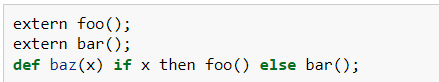 extern foo();
extern bar();
def baz(x) if x then foo() else bar();